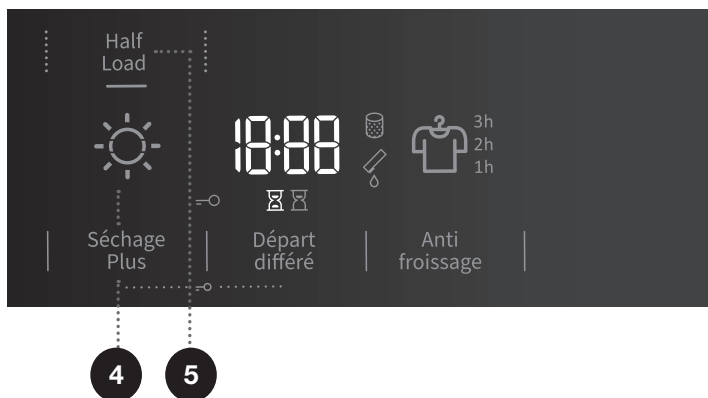 Half
Load
18:88
3h
2h
1h
Séchage
Plus
Départ
différé
Anti
froissage
4
5